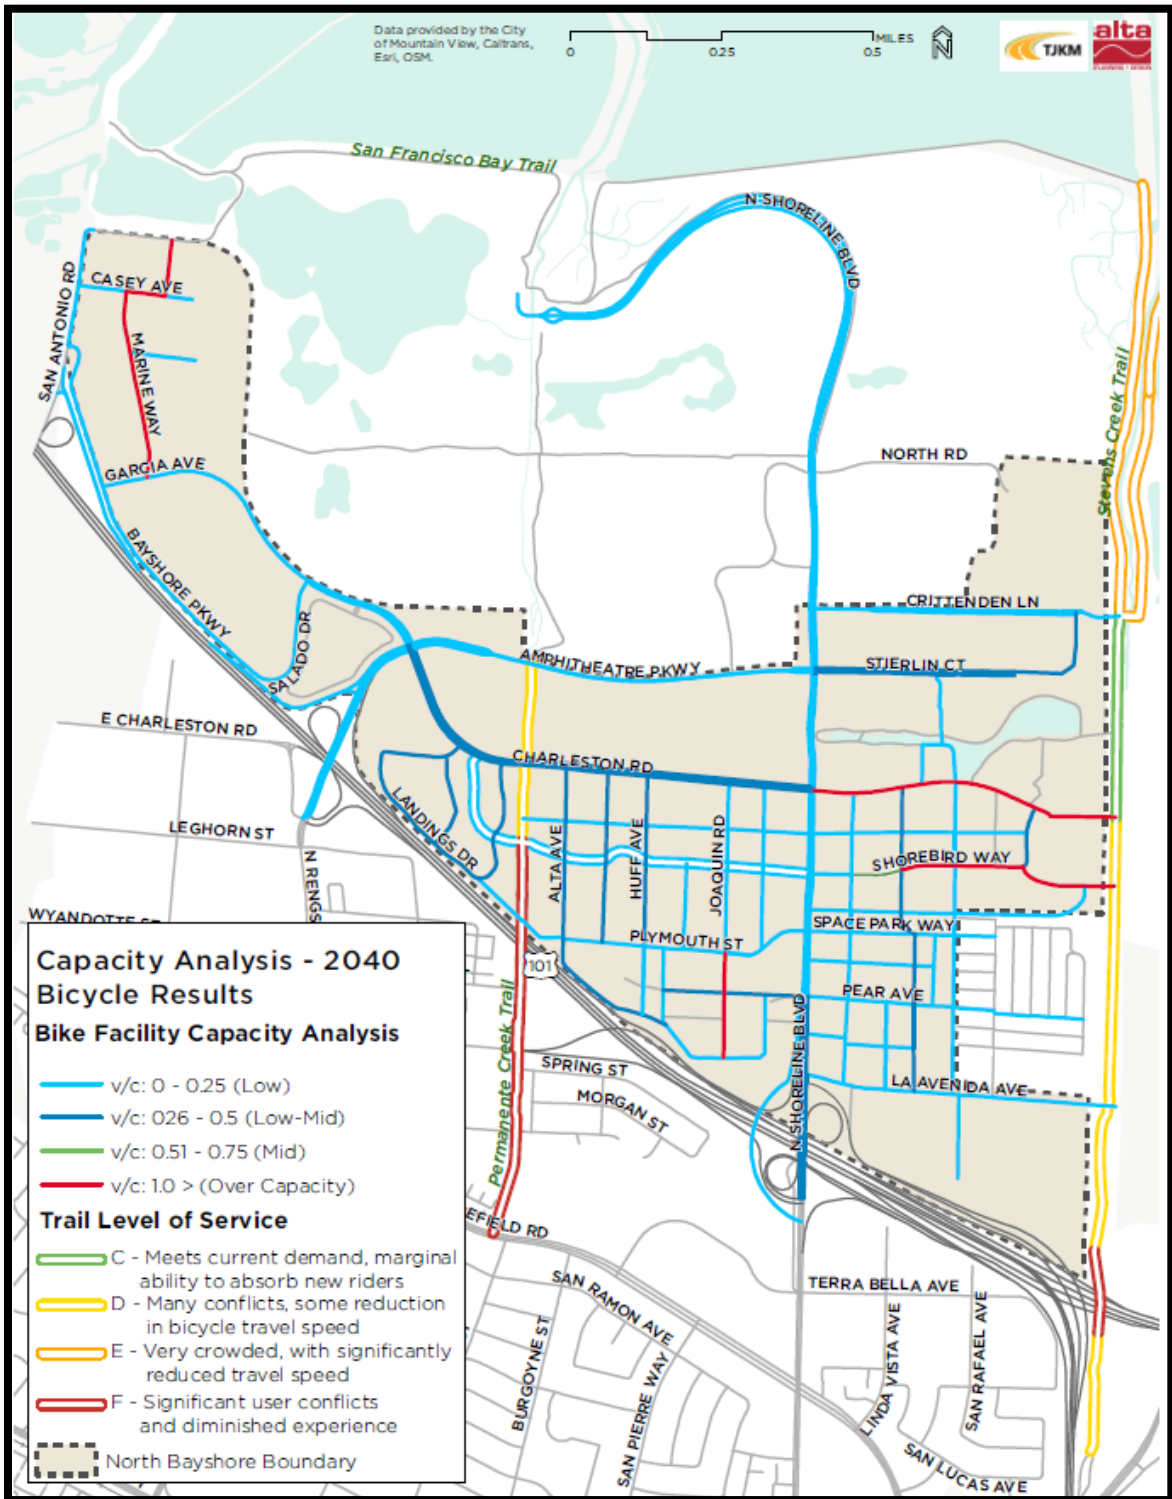 Data provided by the City
of Mountain View, Caltrans,
Esri, OSM.
0
0.25
0.5
MILES
N
TJKM
alta
San Francisco Bay Trail
N SHORELINE BLVD
SAN ANTONIO RD
CASEY AVE
MARINE WAY
GARCIA AVE
BAYSHORE PKWY
SALADO DR
Stevens Creek Trail
NORTH RD
CRITTENDEN LN
AMPHITHEATRE PKWY
STIERLIN CT
E CHARLESTON RD
CHARLESTON RD
LANDINGS DR
LEGHORN ST
N RENGS
ALTA AVE
HUFF AVE
JOAQUIN RD
SHOREBIRD WAY
WYANDOTTE ST
SPACE PARK WAY
PLYMOUTH ST
101
PEAR AVE
N SHORELINE BLVD
Permanente Creek Trail
SPRING ST
MORGAN ST
LA AVENIDA AVE
EFIELD RD
SAN RAMON AVE
TERRA BELLA AVE
BURGOYNE ST
SAN PIERRE WAY
LINDA VISTA AVE
SAN RAFAEL AVE
SAN LUCAS AVE
Capacity Analysis - 2040
Bicycle Results
Bike Facility Capacity Analysis
v/c: 0 - 0.25 (Low)
v/c: 026 - 0.5 (Low-Mid)
v/c: 0.51 - 0.75 (Mid)
v/c: 1.0 > (Over Capacity)
Trail Level of Service
C - Meets current demand, marginal
ability to absorb new riders
D - Many conflicts, some reduction
in bicycle travel speed
E - Very crowded, with significantly
reduced travel speed
F - Significant user conflicts
and diminished experience
North Bayshore Boundary